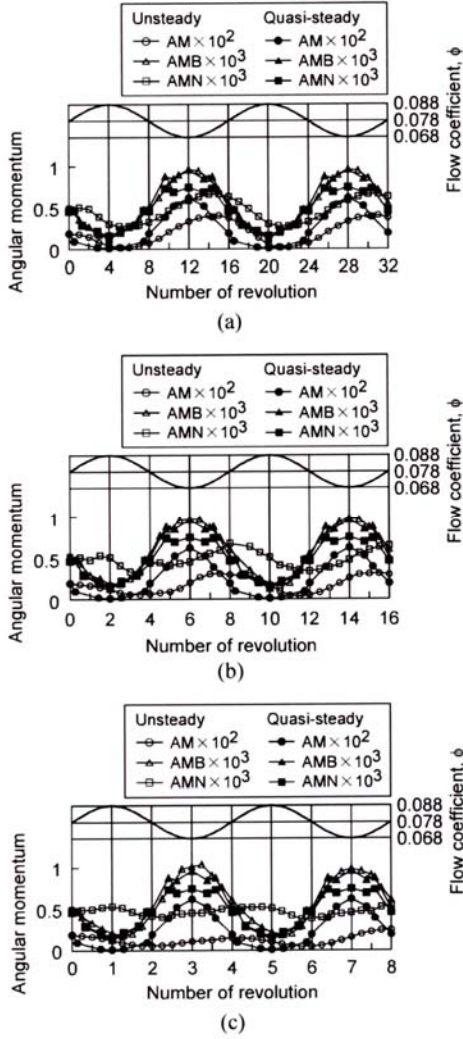 Unsteady Quasi-steady
AM × 10² AM × 10²
AMB × 10³ AMB × 10³
AMN × 10³ AMN × 10³
0.088
0.078
0.068
Flow coefficient, ϕ
Angular momentum
1
0.5
0
0 4 8 12 16 20 24 28 32
Number of revolution
(a)
Unsteady Quasi-steady
AM × 10² AM × 10²
AMB × 10³ AMB × 10³
AMN × 10³ AMN × 10³
0.088
0.078
0.068
Flow coefficient, ϕ
Angular momentum
1
0.5
0
0 2 4 6 8 10 12 14 16
Number of revolution
(b)
Unsteady Quasi-steady
AM × 10² AM × 10²
AMB × 10³ AMB × 10³
AMN × 10³ AMN × 10³
0.088
0.078
0.068
Flow coefficient, ϕ
Angular momentum
1
0.5
0
0 1 2 3 4 5 6 7 8
Number of revolution
(c)